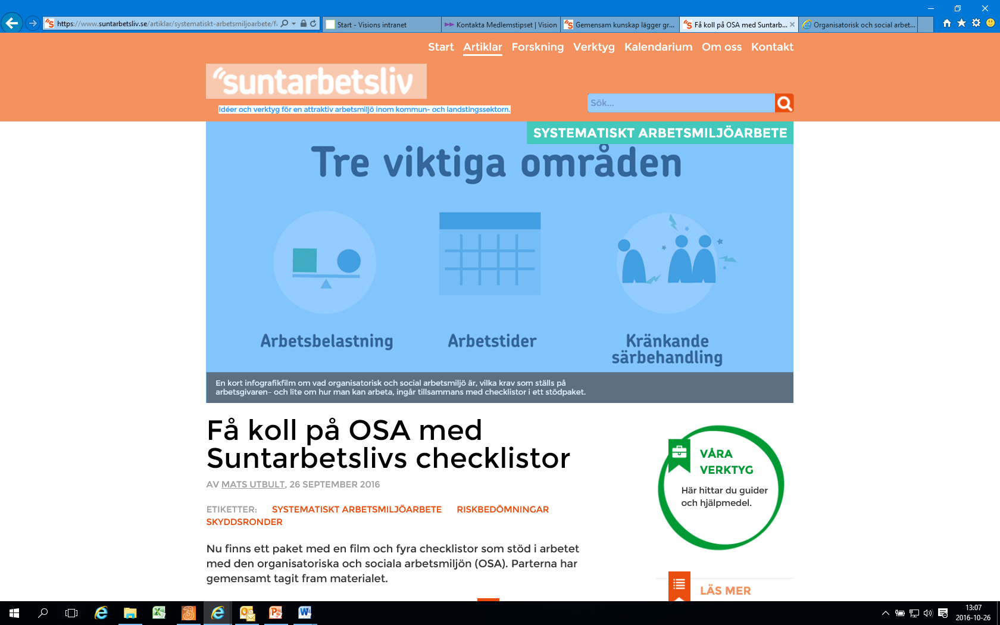 https://www.suntarbetsliv.se/artiklar/systematiskt-arbetsmiljoarbete/fa
Start - Visions intranet
Kontakta Medlemstipset | Vision
Gemensam kunskap lägger gr...
Få koll på OSA med Suntarb...
Organisatorisk och social arbet...
Start Artiklar Forskning Verktyg Kalendarium Om oss Kontakt
suntarbetsliv
Idéer och verktyg för en attraktiv arbetsmiljö inom kommun- och landstingssektorn.
Sök...
SYSTEMATISKT ARBETSMILJÖARBETE
Tre viktiga områden
Arbetsbelastning
Arbetstider
Kränkande
särbehandling
En kort infografikfilm om vad organisatorisk och social arbetsmiljö är, vilka krav som ställs på
arbetsgivaren– och lite om hur man kan arbeta, ingår tillsammans med checklistor i ett stödpaket.
Få koll på OSA med
Suntarbetslivs checklistor
AV MATS UTBULT, 26 SEPTEMBER 2016
ETIKETTER: SYSTEMATISKT ARBETSMILJÖARBETE RISKBEDÖMNINGAR
SKYDDSRONDER
Nu finns ett paket med en film och fyra checklistor som stöd i arbetet
med den organisatoriska och sociala arbetsmiljön (OSA). Parterna har
gemensamt tagit fram materialet.
VÅRA
VERKTYG
Här hittar du guider
och hjälpmedel.
LÄS MER
13:07
2016-10-26